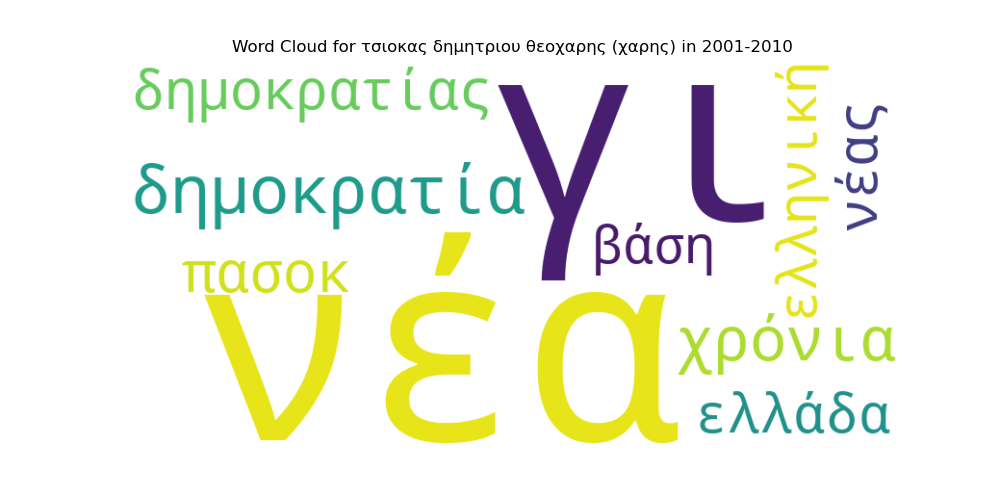 Word Cloud for τσιοκας δημητριου θεοχαρης (χαρης) in 2001-2010
δημοκρατίας
γι
ελληνική
νέας
δημοκρατία
βάση
πασοκ
νέα
χρόνια
ελλάδα